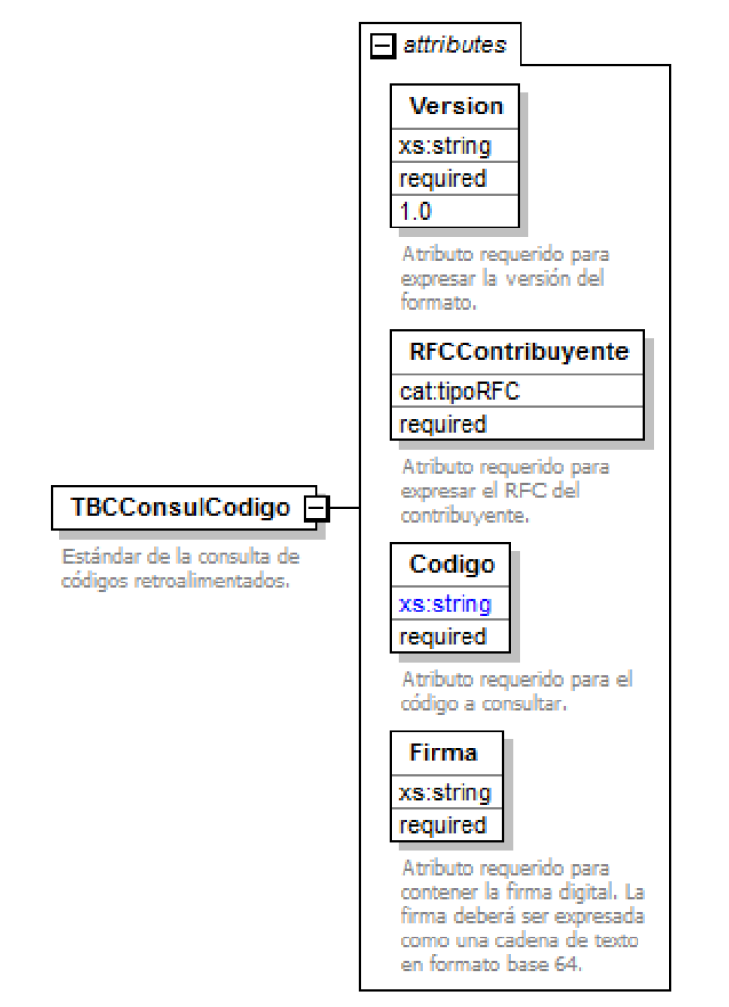 attributes
Version
xs:string
required
1.0
Atributo requerido para
expresar la versión del
formato.
RFCContribuyente
cat:tipoRFC
required
Atributo requerido para
expresar el RFC del
contribuyente.
TBCConsulCodigo
Estándar de la consulta de
códigos retroalimentados.
Codigo
xs:string
required
Atributo requerido para el
código a consultar.
Firma
xs:string
required
Atributo requerido para
contener la firma digital. La
firma deberá ser expresada
como una cadena de texto
en formato base 64.